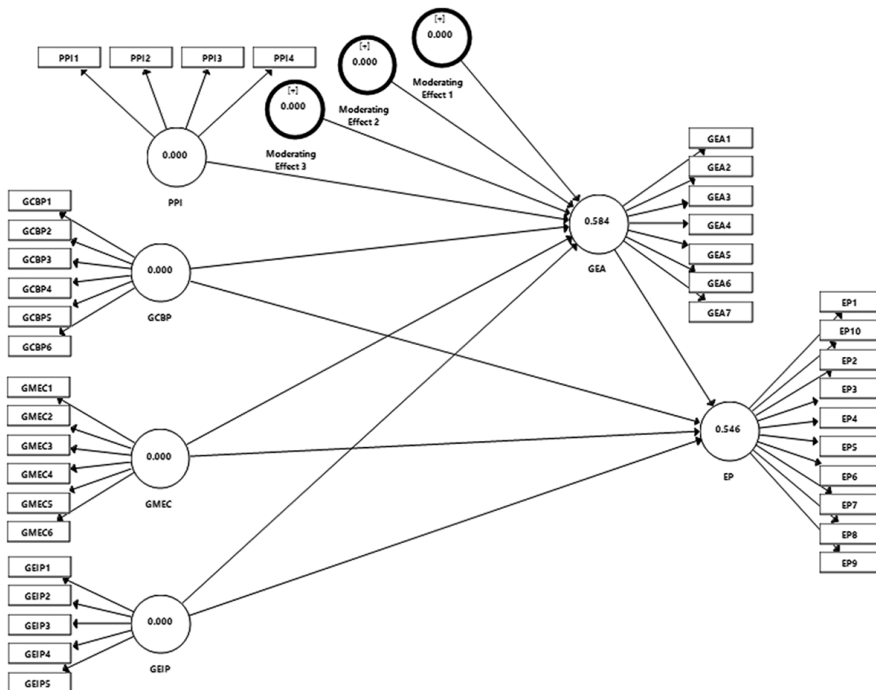 [+]
0.000
Moderating
Effect 1
[+]
0.000
Moderating
Effect 2
[+]
0.000
Moderating
Effect 3
PPI1
PPI2
PPI3
PPI4
0.000
PPI
GCBP1
GCBP2
GCBP3
GCBP4
GCBP5
GCBP6
0.000
GCBP
GMEC1
GMEC2
GMEC3
GMEC4
GMEC5
GMEC6
0.000
GMEC
GEIP1
GEIP2
GEIP3
GEIP4
GEIP5
0.000
GEIP
0.584
GEA
GEA1
GEA2
GEA3
GEA4
GEA5
GEA6
GEA7
0.546
EP
EP1
EP10
EP2
EP3
EP4
EP5
EP6
EP7
EP8
EP9